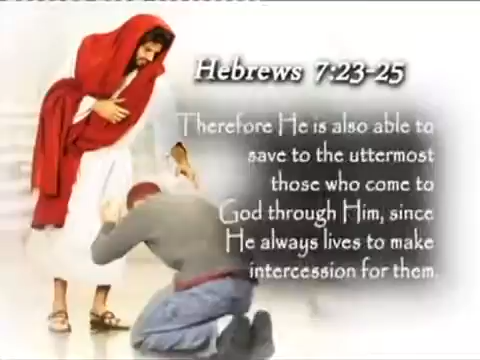 Hebrews 7:23-25
Therefore He is also able to
save to the uttermost
those who come to
God through Him, since
He always lives to make
intercession for them.